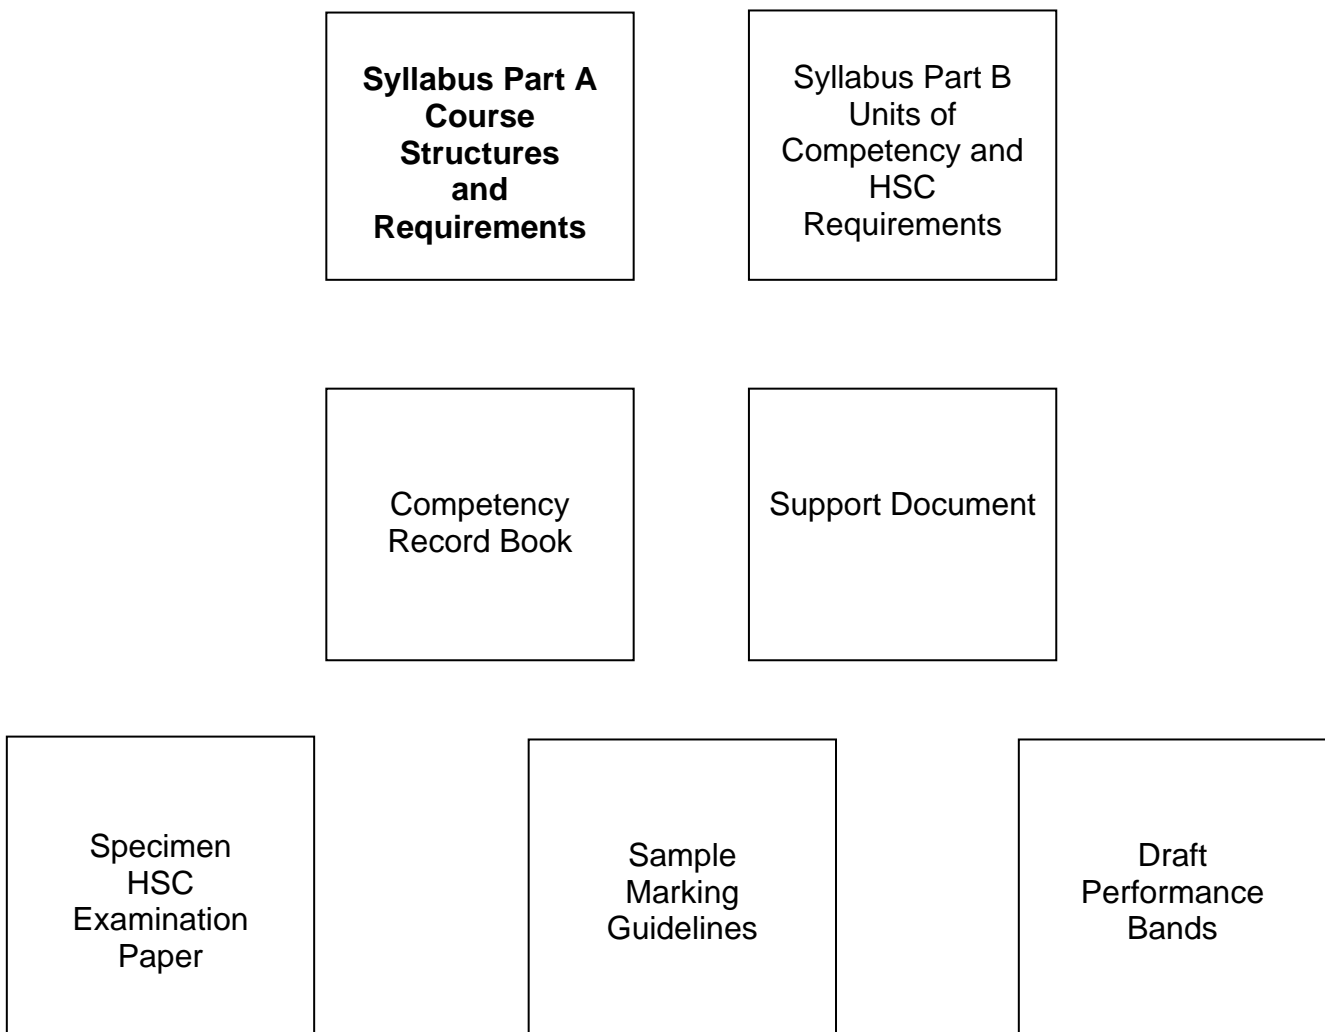 Syllabus Part A
Course
Structures
and
Requirements
Syllabus Part B
Units of
Competency and
HSC
Requirements
Competency
Record Book
Support Document
Specimen
HSC
Examination
Paper
Sample
Marking
Guidelines
Draft
Performance
Bands